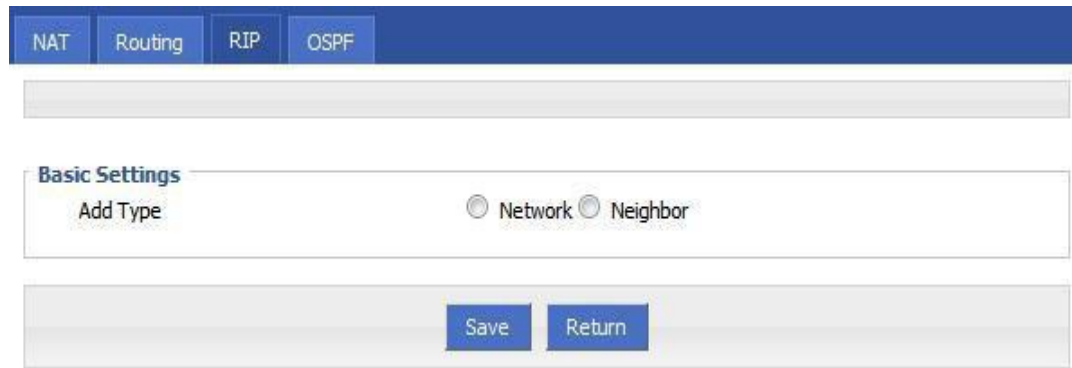 NAT Routing RIP OSPF
Basic Settings
Add Type Network Neighbor
Save Return